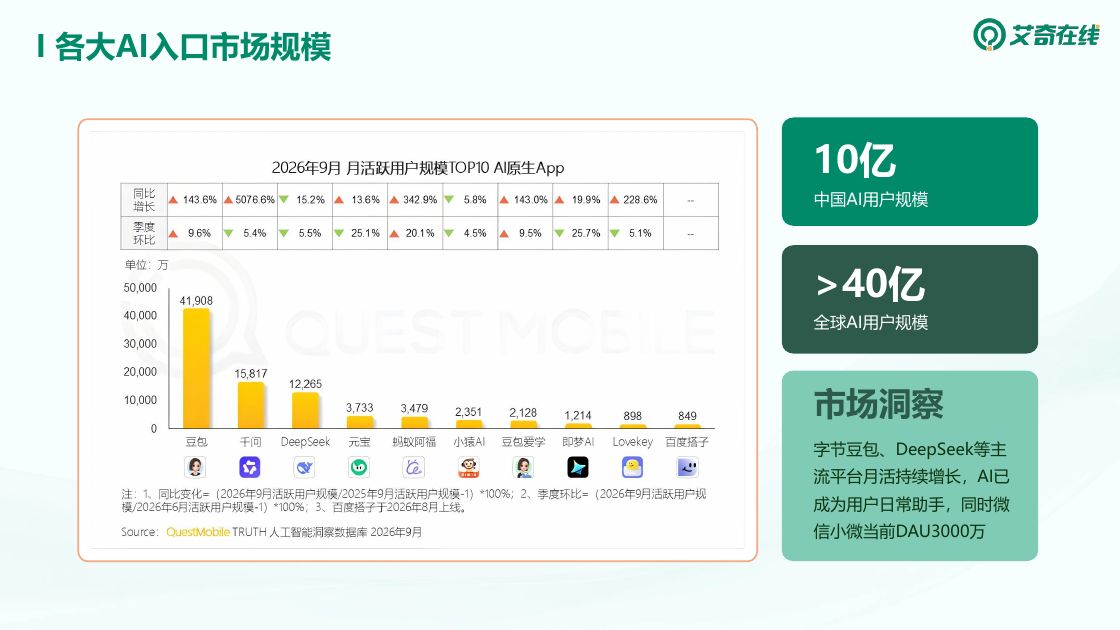 I 各大AI入口市场规模
艾奇在线
2026年9月 月活跃用户规模TOP10 AI原生App
同比增长 ▲ 143.6% ▲ 5076.6% ▼ 15.2% ▲ 13.6% ▲ 342.9% ▼ 5.8% ▲ 143.0% ▲ 19.9% ▲ 228.6% --
季度环比 ▲ 9.6% ▼ 5.4% ▼ 5.5% ▼ 25.1% ▲ 20.1% ▼ 4.5% ▲ 9.5% ▼ 25.7% ▼ 5.1% --
单位：万
50,000
40,000
30,000
20,000
10,000
0
41,908 15,817 12,265 3,733 3,479 2,351 2,128 1,214 898 849
豆包 千问 DeepSeek 元宝 蚂蚁阿福 小猿AI 豆包爱学 即梦AI Lovekey 百度搭子
QUEST MOBILE
注：1、同比变化=（2026年9月活跃用户规模/2025年9月活跃用户规模-1）*100%；2、季度环比=（2026年9月活跃用户规
模/2026年6月活跃用户规模-1）*100%；3、百度搭子于2026年8月上线。
Source：QuestMobile TRUTH 人工智能洞察数据库 2026年9月
10亿
中国AI用户规模
>40亿
全球AI用户规模
市场洞察
字节豆包、DeepSeek等主
流平台月活持续增长，AI已
成为用户日常助手，同时微
信小微当前DAU3000万